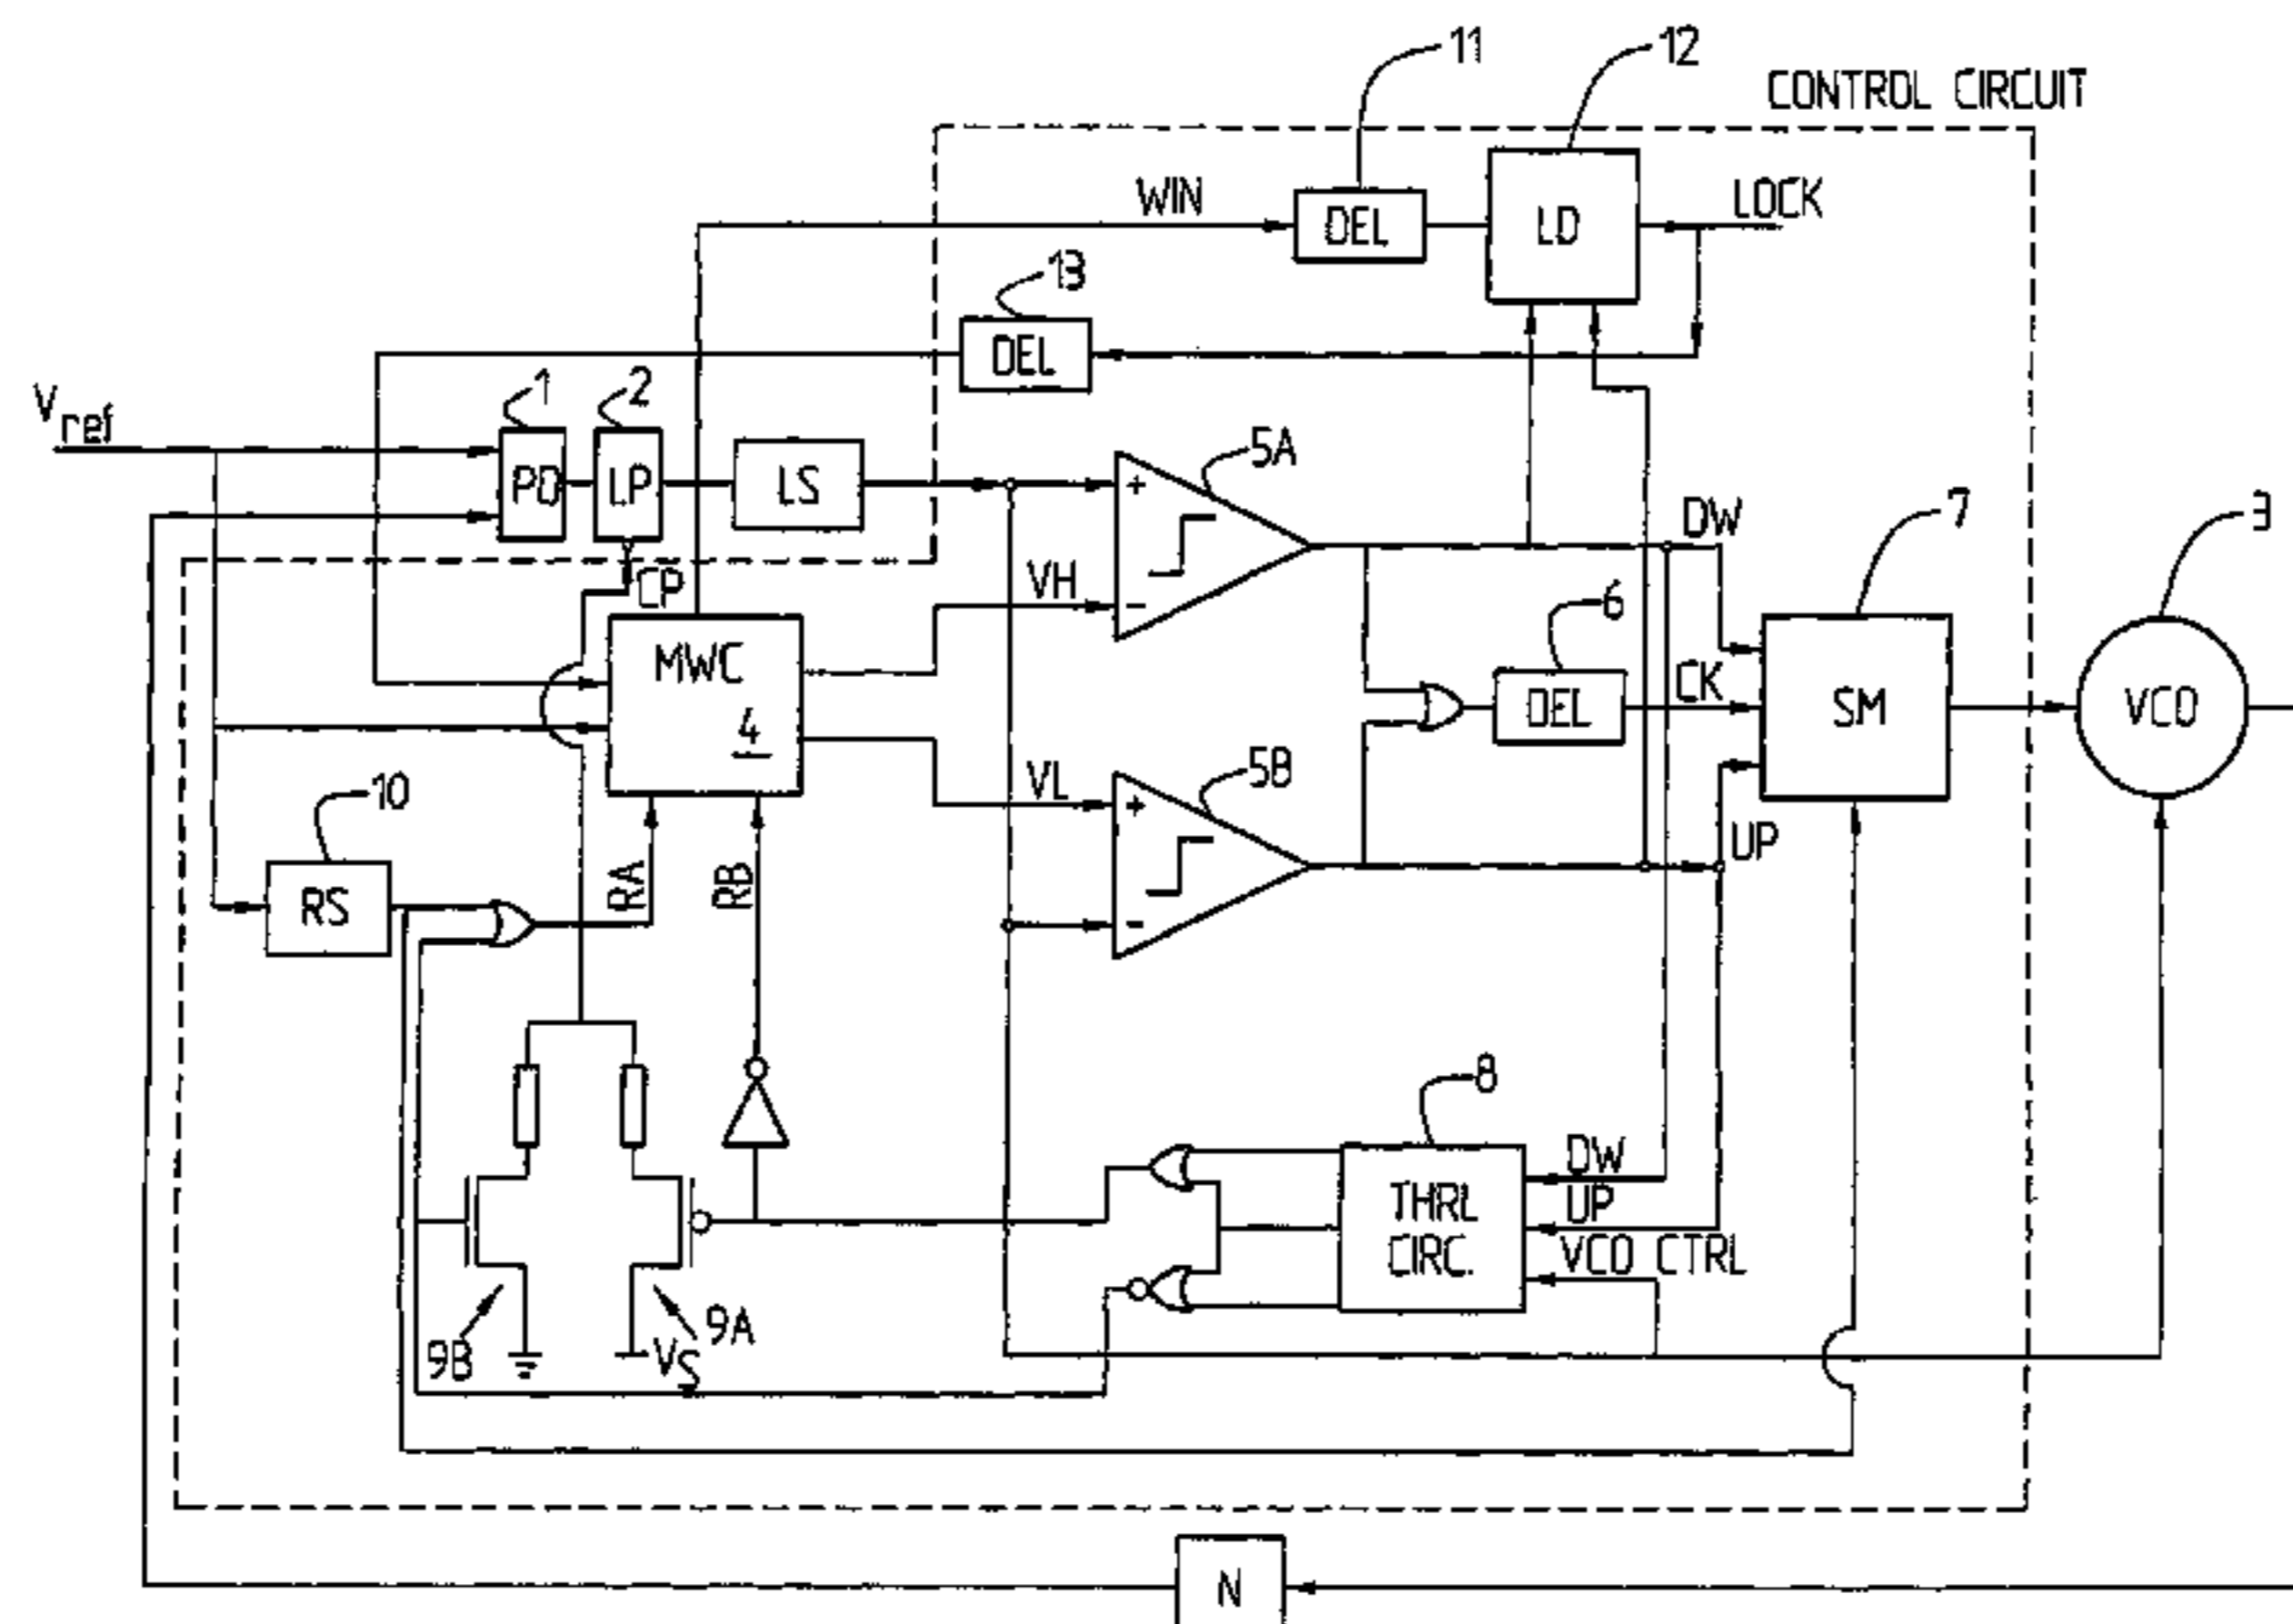 11
12
CONTROL CIRCUIT
WIN
DEL
LD
LOCK
13
DEL
Vref
1
2
PD
LP
LS
5A
+
-
DW
7
3
CP
VH
6
MWC
4
CK
DEL
SM
VCO
VL
5B
+
-
UP
10
RS
RA
RB
8
DW
THRL
CIRC.
UP
VCO CTRL
9B
9A
VS
N